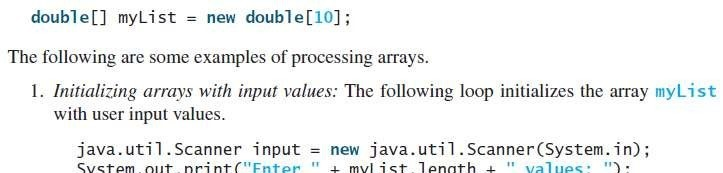 double[] myList = new double[10];
The following are some examples of processing arrays.
1. Initializing arrays with input values: The following loop initializes the array myList
with user input values.
java.util.Scanner input = new java.util.Scanner(System.in);
System.out.print("Enter " + myList.length + " values: ");